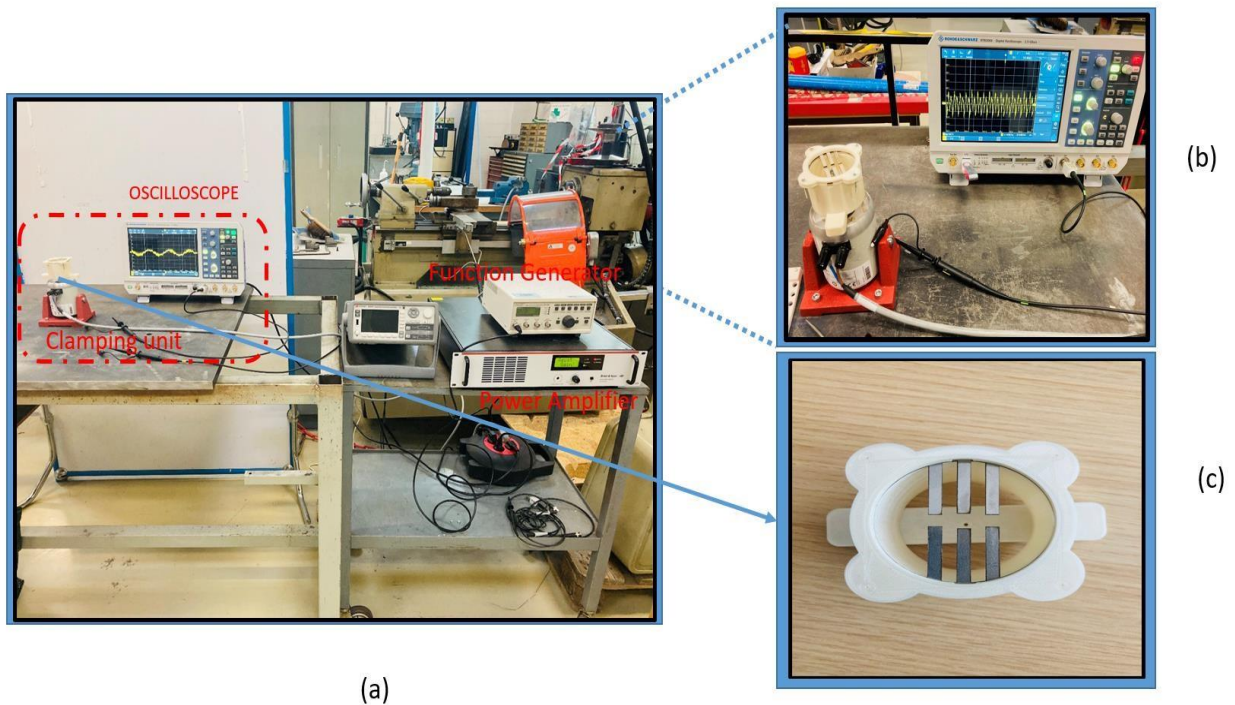 OSCILLOSCOPE
Function Generator
Clamping unit
Power Amplifier
(a)
(b)
(c)